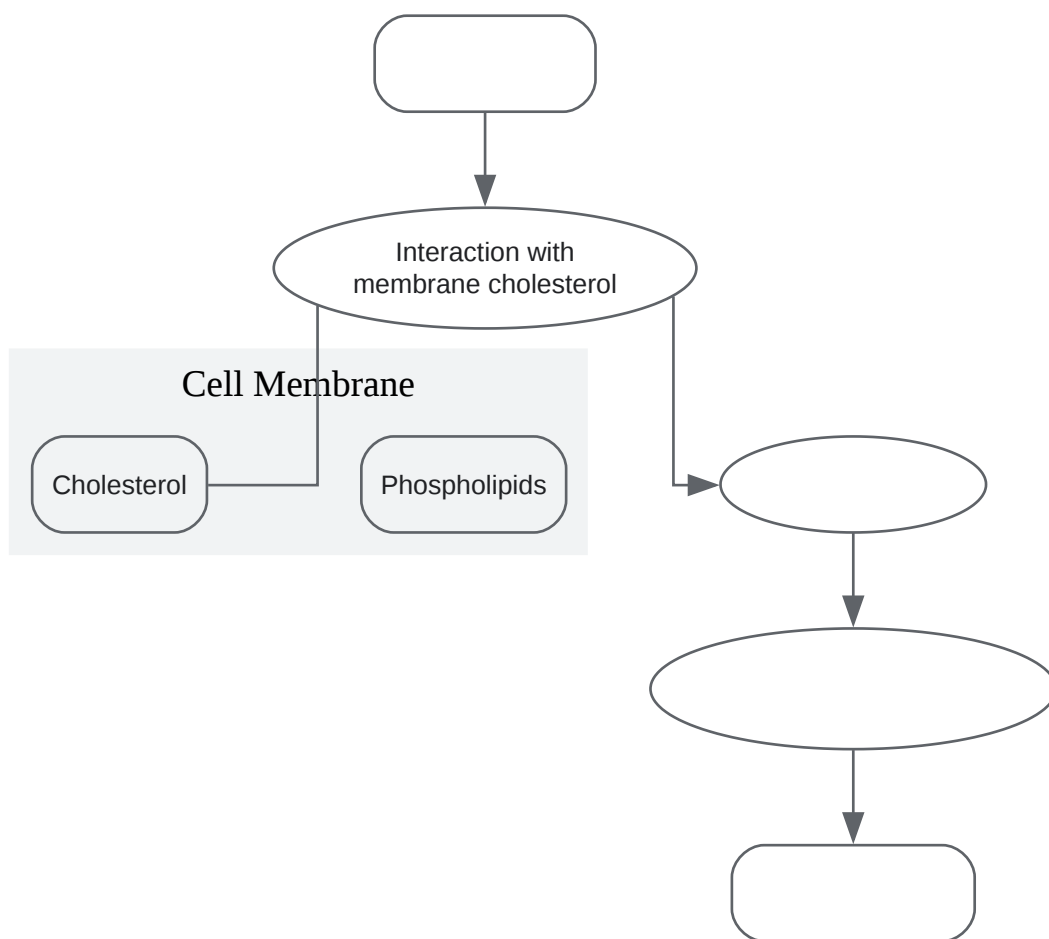 Interaction with
membrane cholesterol
Cell Membrane
Cholesterol
Phospholipids